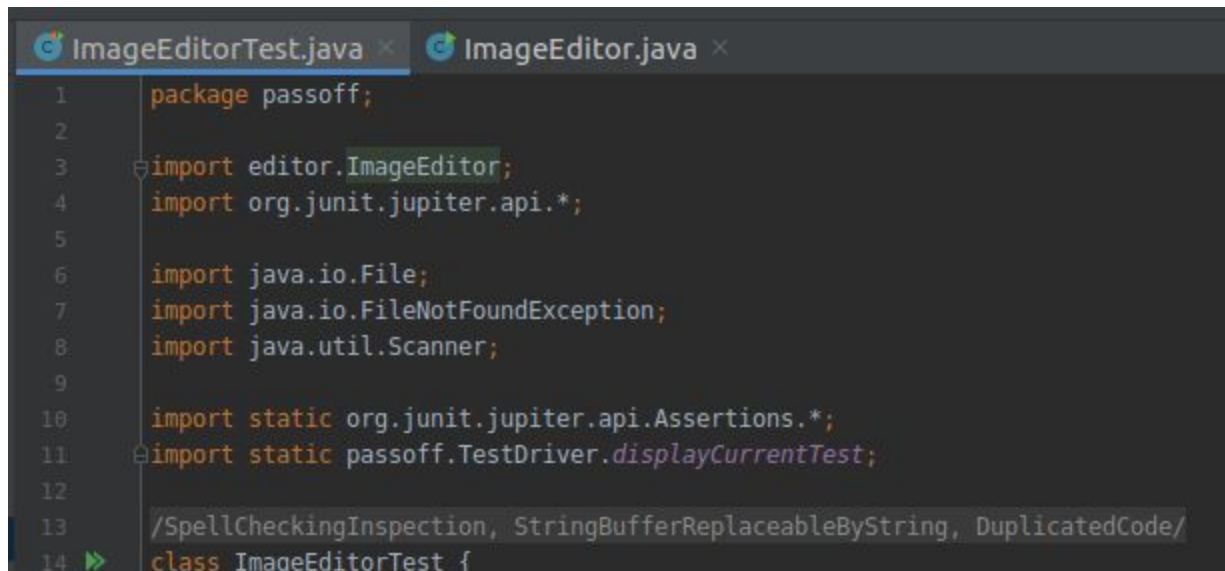 ImageEditorTest.java × ImageEditor.java ×
1 package passoff;
2
3 import editor.ImageEditor;
4 import org.junit.jupiter.api.*;
5
6 import java.io.File;
7 import java.io.FileNotFoundException;
8 import java.util.Scanner;
9
10 import static org.junit.jupiter.api.Assertions.*;
11 import static passoff.TestDriver.displayCurrentTest;
12
13 /SpellCheckingInspection, StringBufferReplaceableByString, DuplicatedCode/
14 class ImageEditorTest {